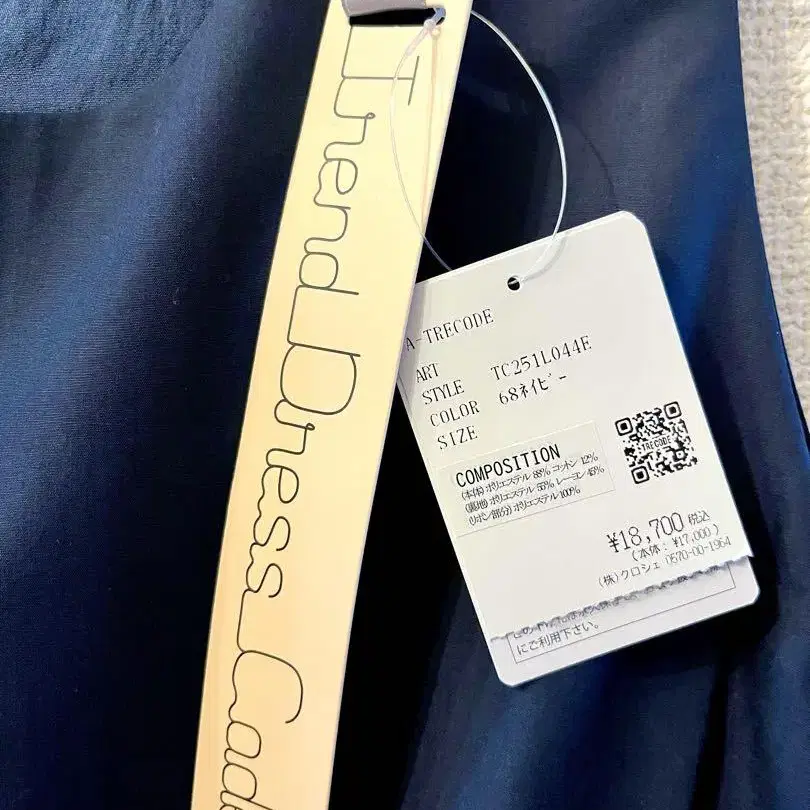 Trend Dress Code
A-TRECODE
ART
STYLE TC251L044E
COLOR 68ﾈｲﾋﾞｰ
SIZE
COMPOSITION
(本体)ポリエステル 88% コットン 12%
(裏地)ポリエステル 55% レーヨン 45%
(リボン部分)ポリエステル 100%
TRECODE
¥18,700 税込
(本体: ¥17,000)
(株)クロシェ 0570-00-1964
にご利用下さい。